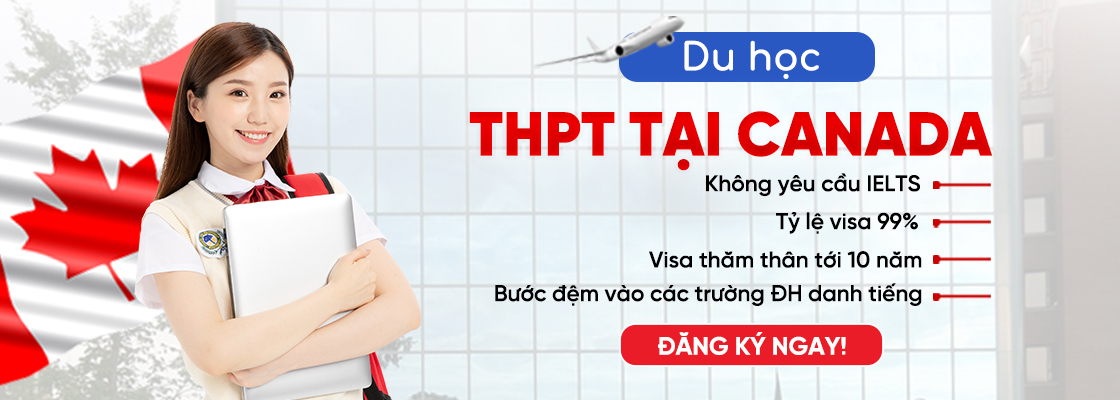 Du học
THPT TẠI CANADA
Không yêu cầu IELTS
Tỷ lệ visa 99%
Visa thăm thân tới 10 năm
Bước đệm vào các trường ĐH danh tiếng
ĐĂNG KÝ NGAY!